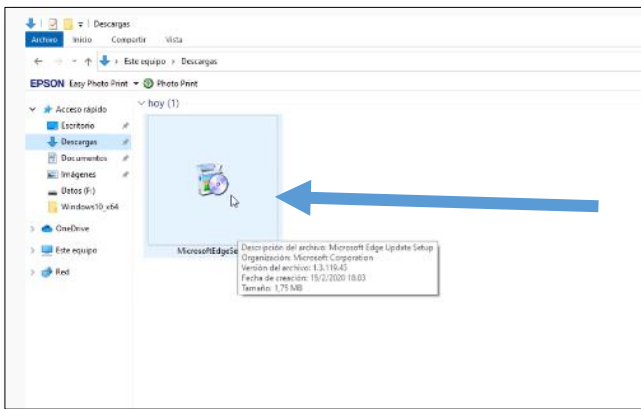 Descargas
Archivo Inicio Compartir Vista
Este equipo > Descargas
EPSON Easy Photo Print Photo Print
Acceso rápido
hoy (1)
Escritorio
Descargas
Documentos
Imágenes
Datos (F:)
Windows10_x64
OneDrive
Este equipo
MicrosoftEdgeSe
Descripción del archivo: Microsoft Edge Update Setup
Organización: Microsoft Corporation
Versión del archivo: 1.3.119.43
Fecha de creación: 15/2/2020 18:03
Tamaño: 1,75 MB
Red